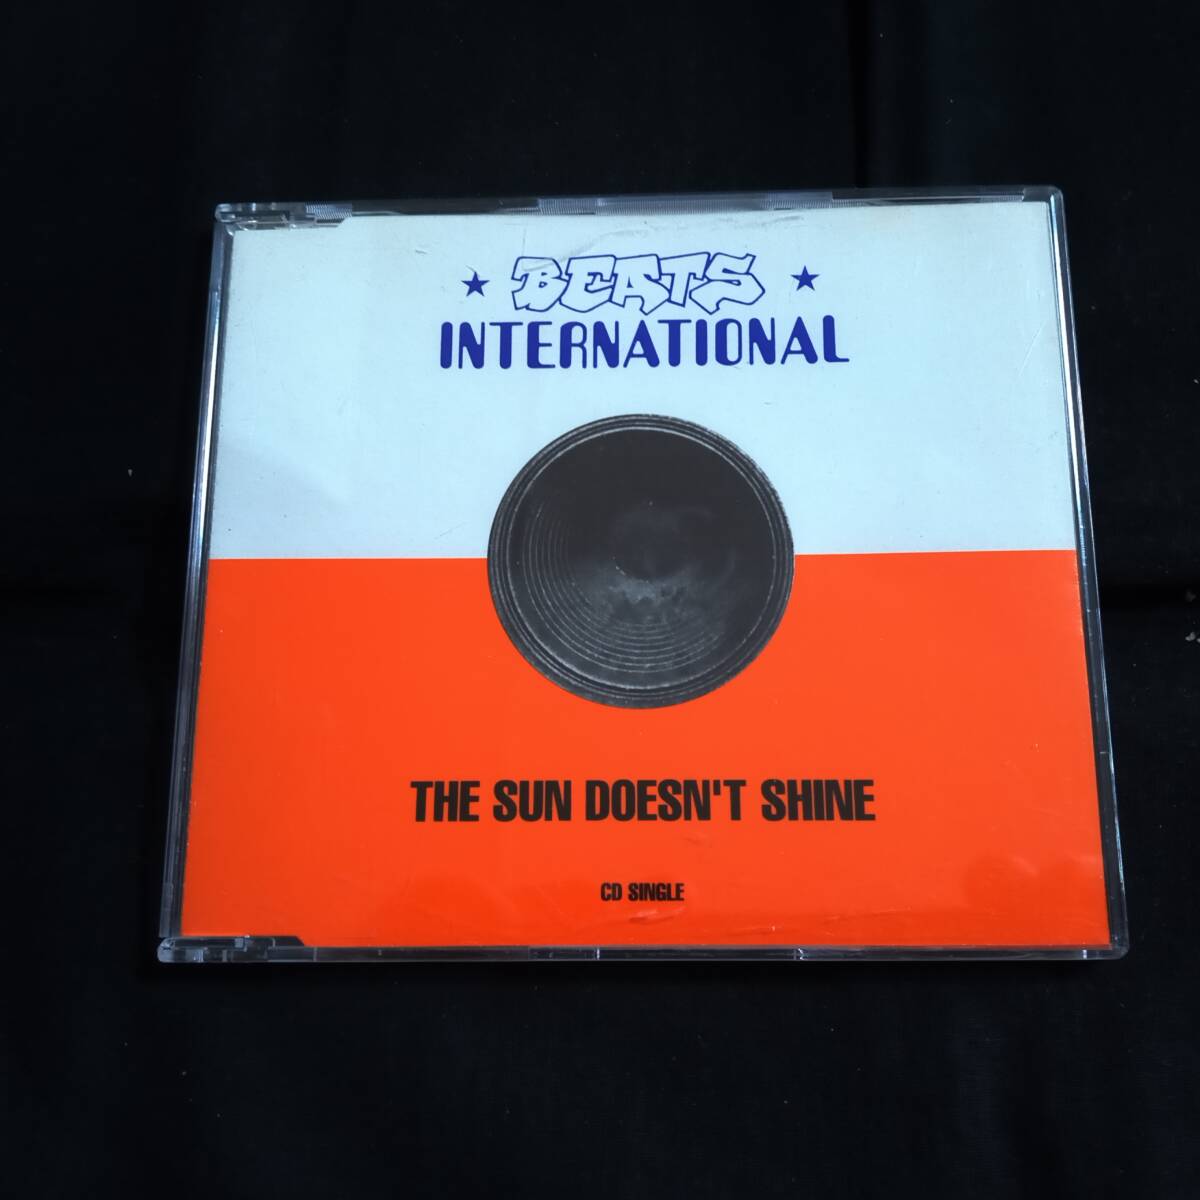 BEATS
INTERNATIONAL
THE SUN DOESN'T SHINE
CD SINGLE